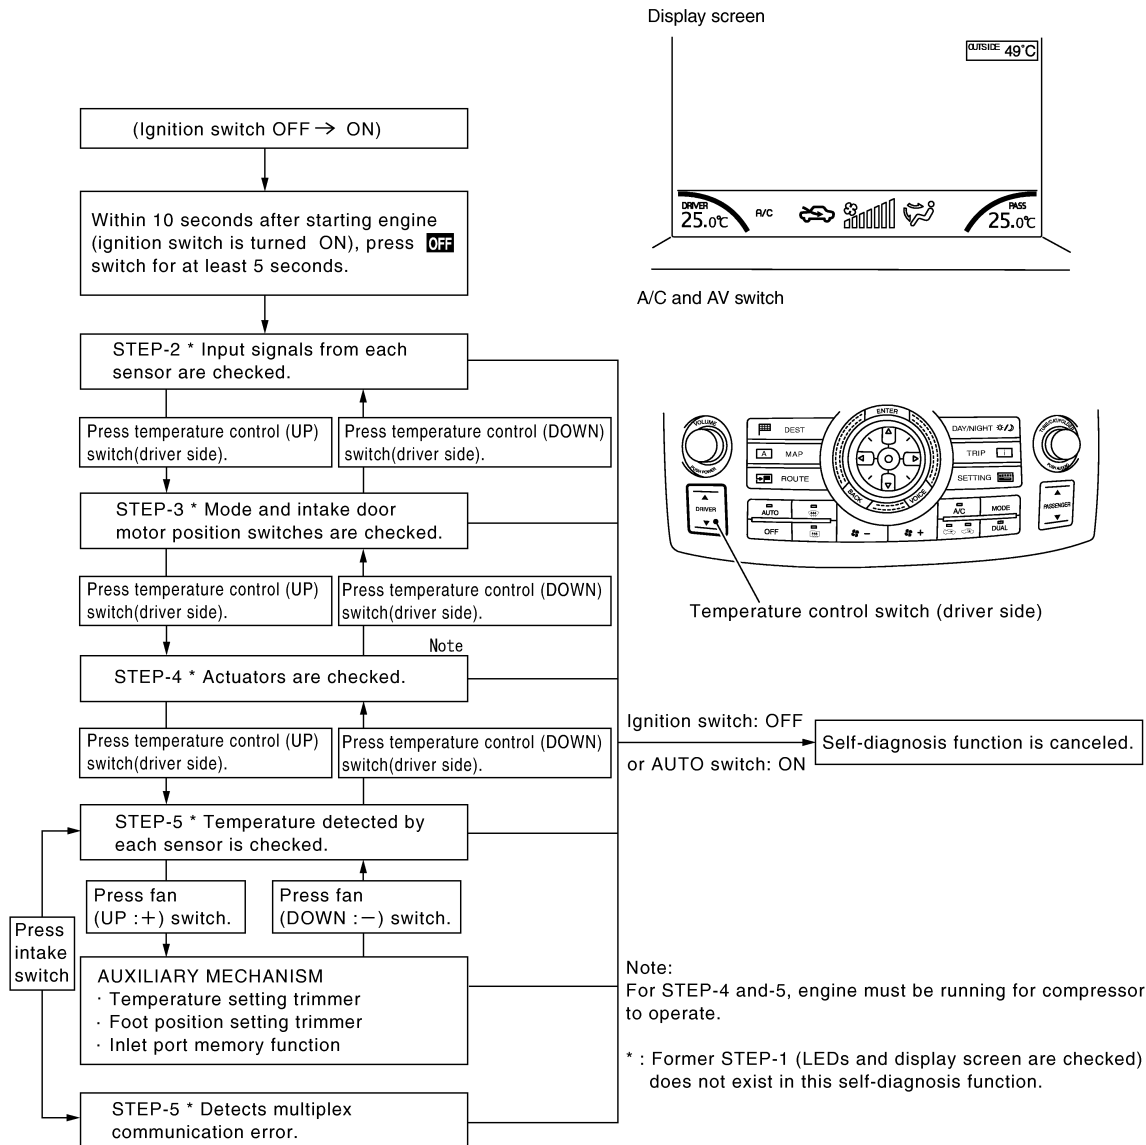 Display screen
OUTSIDE 49°C
DRIVER
25.0℃
A/C
PASS
25.0℃
A/C and AV switch
(Ignition switch OFF → ON)
Within 10 seconds after starting engine
(ignition switch is turned ON), press OFF
switch for at least 5 seconds.
STEP-2 * Input signals from each
sensor are checked.
Press temperature control (UP)
switch(driver side).
Press temperature control (DOWN)
switch(driver side).
STEP-3 * Mode and intake door
motor position switches are checked.
Press temperature control (UP)
switch(driver side).
Press temperature control (DOWN)
switch(driver side).
Note
STEP-4 * Actuators are checked.
Press temperature control (UP)
switch(driver side).
Press temperature control (DOWN)
switch(driver side).
STEP-5 * Temperature detected by
each sensor is checked.
Press fan
(UP :+) switch.
Press fan
(DOWN :−) switch.
Press
intake
switch
AUXILIARY MECHANISM
· Temperature setting trimmer
· Foot position setting trimmer
· Inlet port memory function
STEP-5 * Detects multiplex
communication error.
VOLUME
PUSH POWER
DEST
A MAP
ROUTE
ENTER
BACK
VOICE
DAY/NIGHT
TRIP i
SETTING
PUSH AUDIO
DRIVER
AUTO
OFF
−
+
A/C
MODE
DUAL
PASSENGER
Temperature control switch (driver side)
Ignition switch: OFF
or AUTO switch: ON
Self-diagnosis function is canceled.
Note:
For STEP-4 and-5, engine must be running for compressor
to operate.
* : Former STEP-1 (LEDs and display screen are checked)
does not exist in this self-diagnosis function.